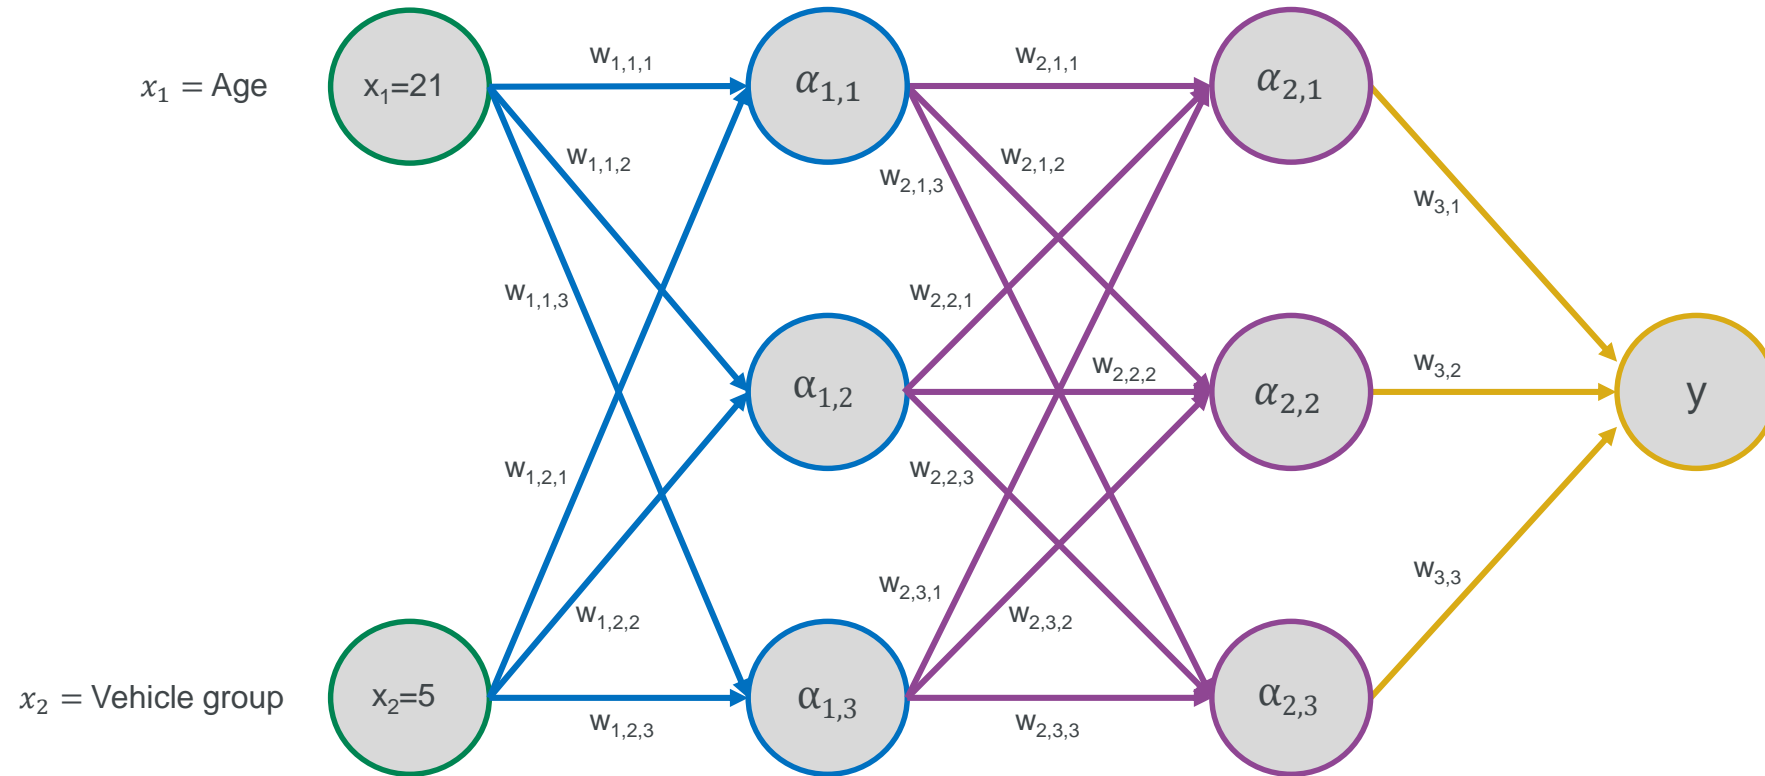 x₁ = Age
x₁=21
w₁,₁,₁
α₁,₁
w₂,₁,₁
α₂,₁
w₁,₁,₂
w₂,₁,₂
w₂,₁,₃
w₃,₁
w₁,₁,₃
w₂,₂,₁
α₁,₂
w₂,₂,₂
α₂,₂
w₃,₂
y
w₁,₂,₁
w₂,₂,₃
w₃,₃
w₂,₃,₁
w₁,₂,₂
w₂,₃,₂
x₂ = Vehicle group
x₂=5
w₁,₂,₃
α₁,₃
w₂,₃,₃
α₂,₃